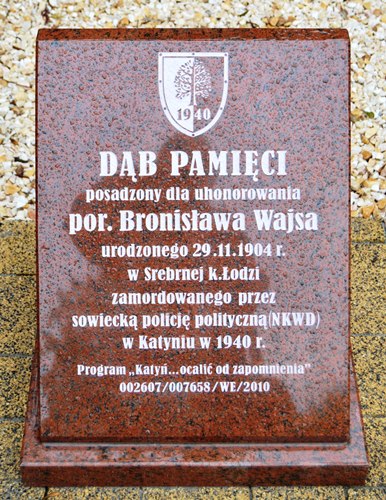 1940
DĄB PAMIĘCI
posadzony dla uhonorowania
por. Bronisława Wajsa
urodzonego 29.11.1904 r.
w Srebrnej k.Łodzi
zamordowanego przez
sowiecką policję polityczną(NKWD)
w Katyniu w 1940 r.
Program „Katyń...ocalić od zapomnienia"
002607/007658/WE/2010